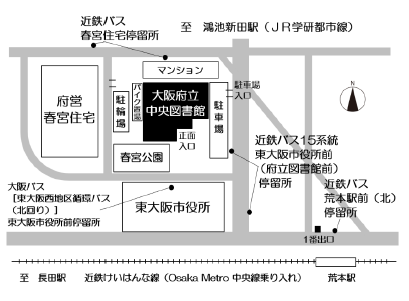 近鉄バス
春宮住宅停留所
至 鴻池新田駅（ＪＲ学研都市線）
マンション
府営
春宮住宅
駐輪場
バイク置場
大阪府立
中央図書館
駐車場
駐車場
入口
正面
入口
N
春宮公園
近鉄バス15系統
東大阪市役所前
（府立図書館前）
停留所
大阪バス
［東大阪西地区循環バス
（北回り）］
東大阪市役所前停留所
東大阪市役所
近鉄バス
荒本駅前（北）
停留所
1番出口
至 長田駅
近鉄けいはんな線（Osaka Metro 中央線乗り入れ）
荒本駅